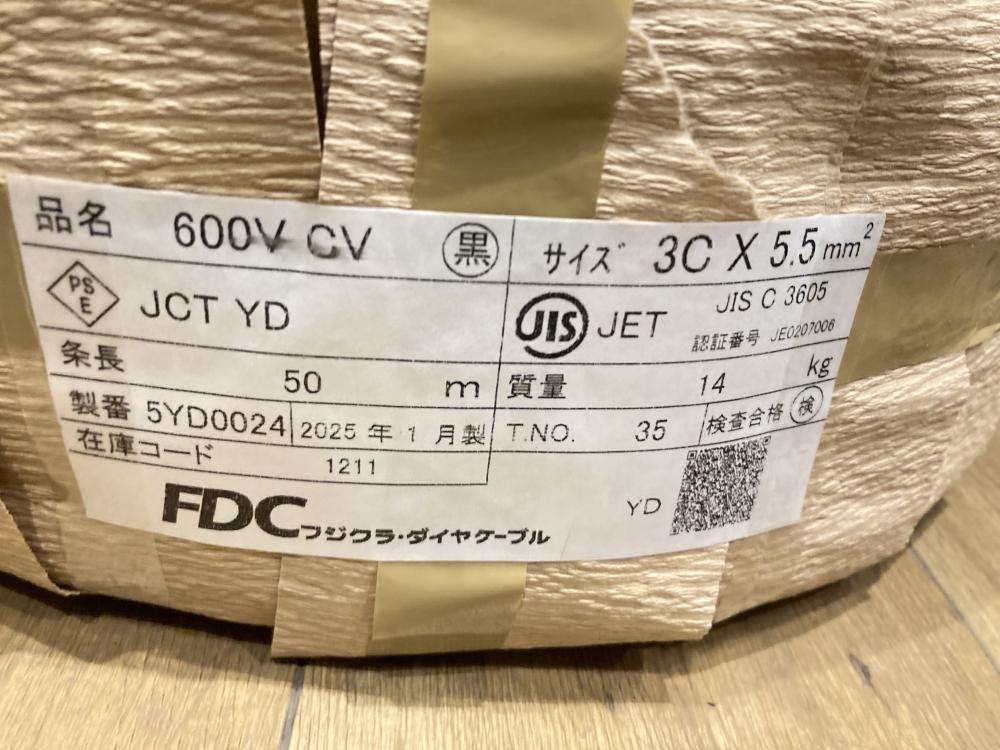 品名 600V CV 黒 サイズ 3C X 5.5 mm²
PS E JCT YD JIS JET JIS C 3605
認証番号 JE0207006
条長 50 m 質量 14 kg
製番 5YD0024 2025 年 1 月製 T.NO. 35 検査合格 検
在庫コード 1211
YD
FDC フジクラ・ダイヤケーブル